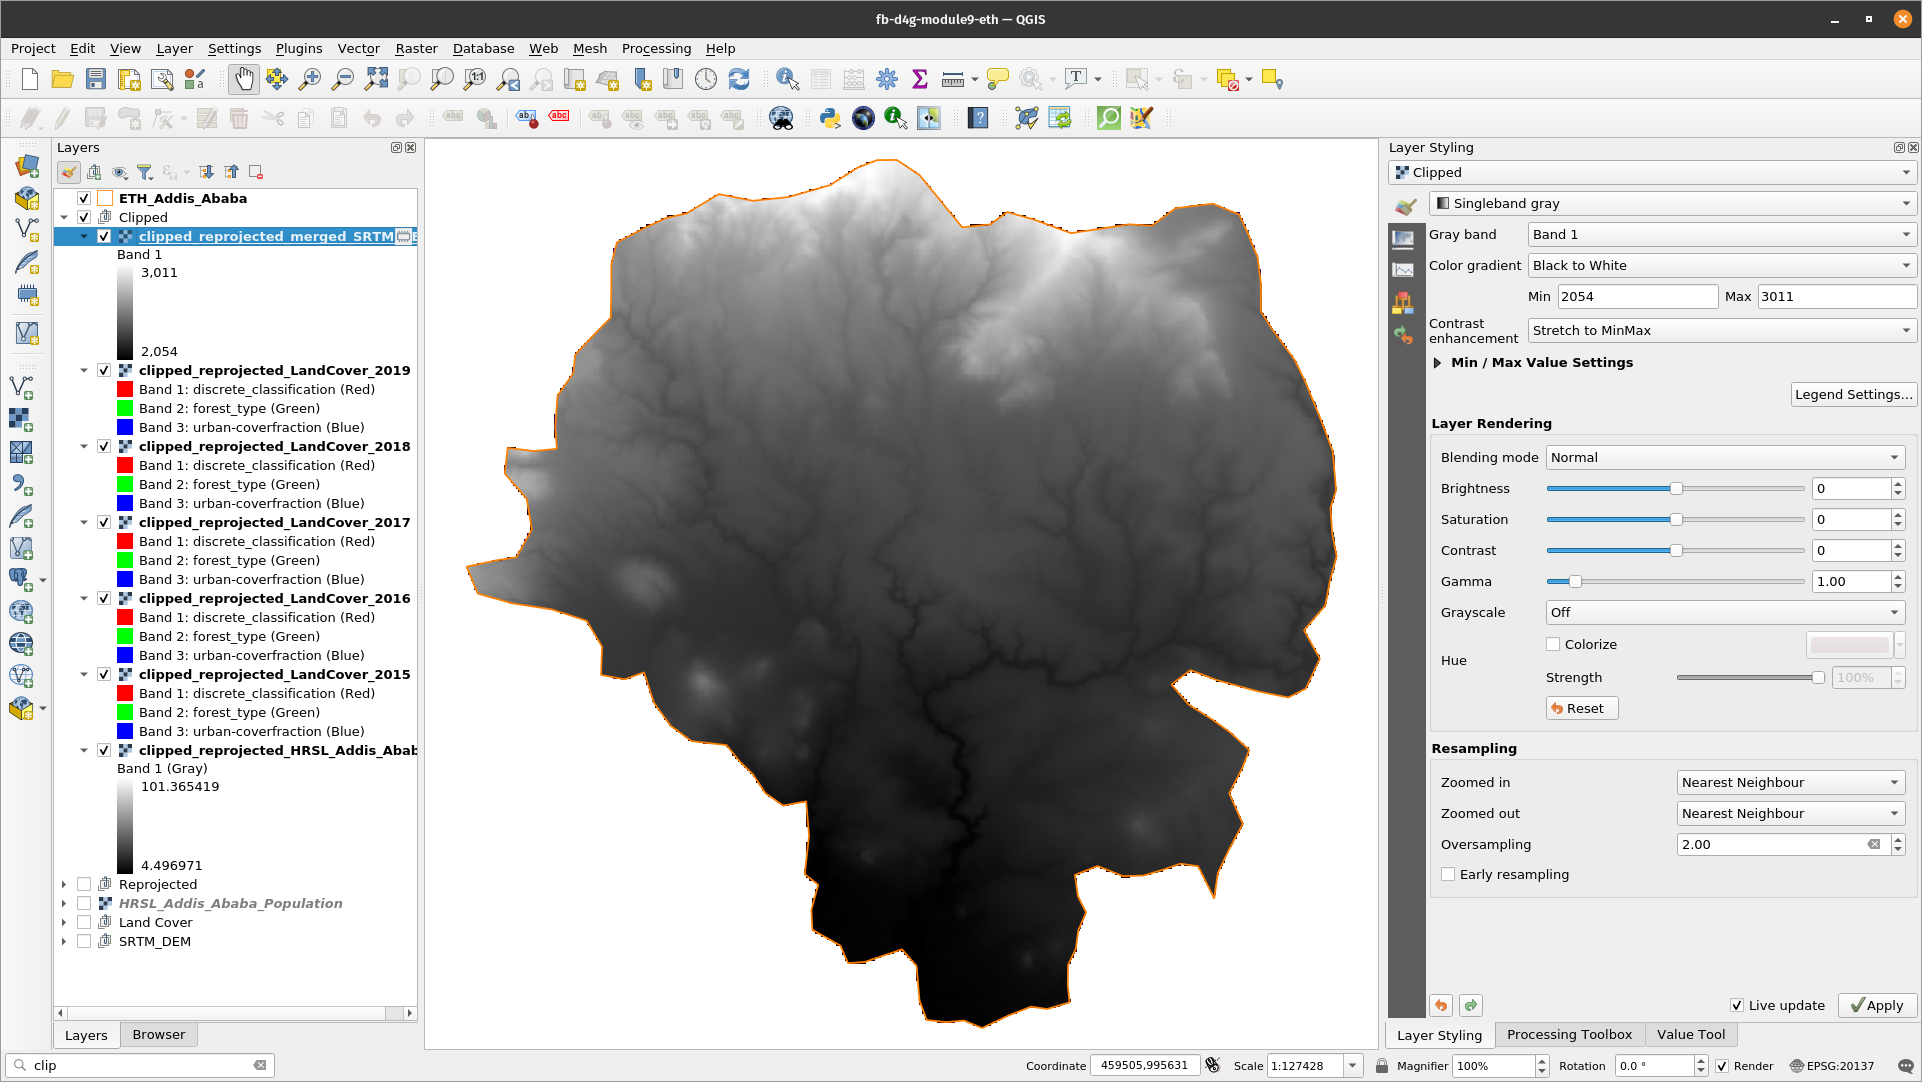 fb-d4g-module9-eth — QGIS
Project Edit View Layer Settings Plugins Vector Raster Database Web Mesh Processing Help
Layers
ETH_Addis_Ababa
Clipped
clipped_reprojected_merged_SRTM
Band 1
3,011
2,054
clipped_reprojected_LandCover_2019
Band 1: discrete_classification (Red)
Band 2: forest_type (Green)
Band 3: urban-coverfraction (Blue)
clipped_reprojected_LandCover_2018
Band 1: discrete_classification (Red)
Band 2: forest_type (Green)
Band 3: urban-coverfraction (Blue)
clipped_reprojected_LandCover_2017
Band 1: discrete_classification (Red)
Band 2: forest_type (Green)
Band 3: urban-coverfraction (Blue)
clipped_reprojected_LandCover_2016
Band 1: discrete_classification (Red)
Band 2: forest_type (Green)
Band 3: urban-coverfraction (Blue)
clipped_reprojected_LandCover_2015
Band 1: discrete_classification (Red)
Band 2: forest_type (Green)
Band 3: urban-coverfraction (Blue)
clipped_reprojected_HRSL_Addis_Abab
Band 1 (Gray)
101.365419
4.496971
Reprojected
HRSL_Addis_Ababa_Population
Land Cover
SRTM_DEM
Layers Browser
Layer Styling
Clipped
Singleband gray
Gray band Band 1
Color gradient Black to White
Min 2054 Max 3011
Contrast enhancement Stretch to MinMax
Min / Max Value Settings
Legend Settings...
Layer Rendering
Blending mode Normal
Brightness 0
Saturation 0
Contrast 0
Gamma 1.00
Grayscale Off
Hue Colorize
Strength 100%
Reset
Resampling
Zoomed in Nearest Neighbour
Zoomed out Nearest Neighbour
Oversampling 2.00
Early resampling
Live update Apply
Layer Styling Processing Toolbox Value Tool
clip Coordinate 459505,995631 Scale 1:127428 Magnifier 100% Rotation 0.0 ° Render EPSG:20137